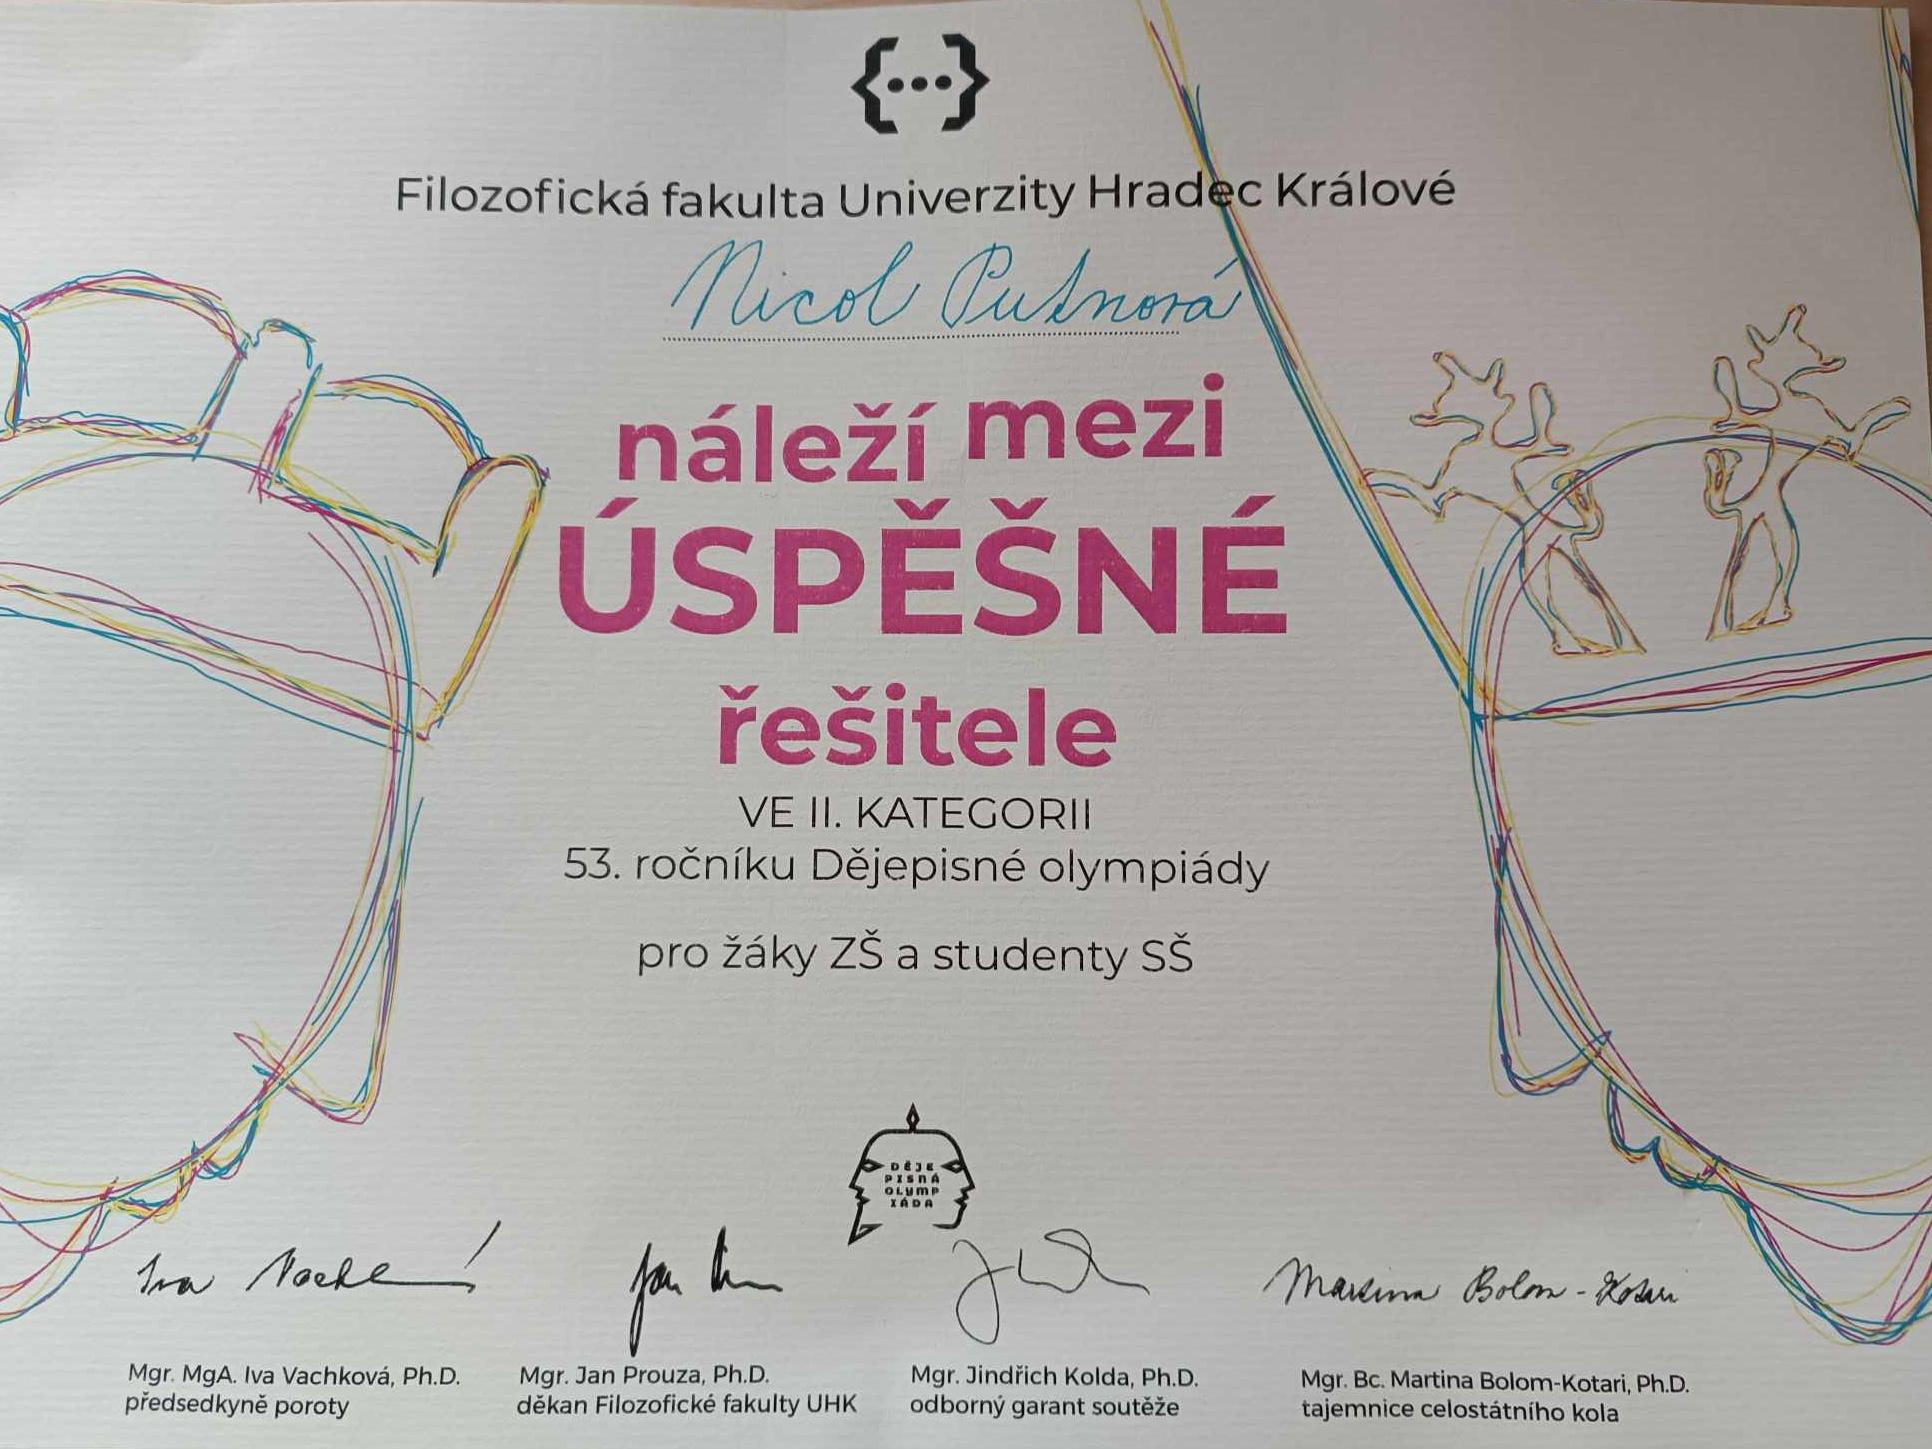 Filozofická fakulta Univerzity Hradec Králové
Nicol Putnová
náleží mezi
ÚSPĚŠNÉ
řešitele
VE II. KATEGORII
53. ročníku Dějepisné olympiády
pro žáky ZŠ a studenty SŠ
DĚJE
PISNÁ
OLYMP
IÁDA
Iva Vachková
Jan
Martina Bolom-Kotari
Mgr. MgA. Iva Vachková, Ph.D.
předsedkyně poroty
Mgr. Jan Prouza, Ph.D.
děkan Filozofické fakulty UHK
Mgr. Jindřich Kolda, Ph.D.
odborný garant soutěže
Mgr. Bc. Martina Bolom-Kotari, Ph.D.
tajemnice celostátního kola